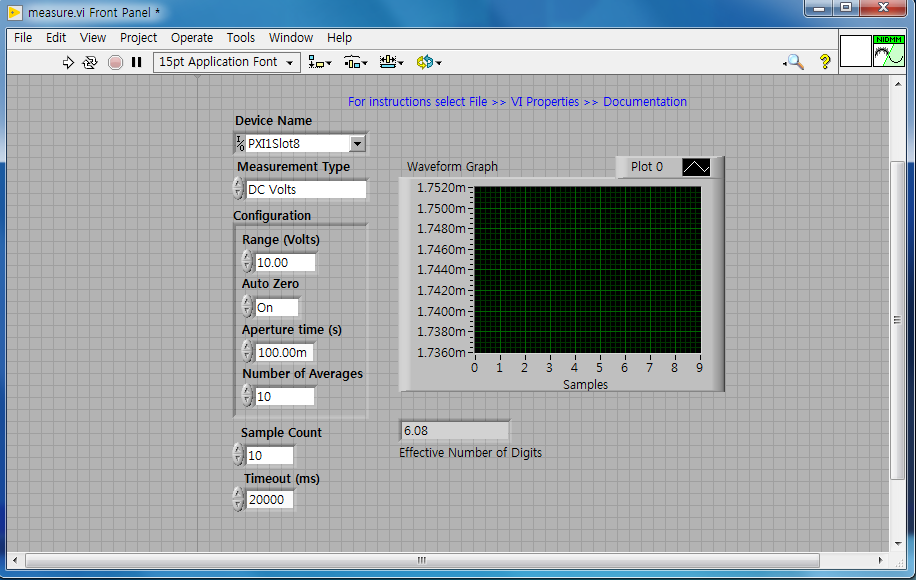 measure.vi Front Panel *
File Edit View Project Operate Tools Window Help
15pt Application Font
NI DMM
For instructions select File >> VI Properties >> Documentation
Device Name
PXI1Slot8
Measurement Type
DC Volts
Configuration
Range (Volts)
10.00
Auto Zero
On
Aperture time (s)
100.00m
Number of Averages
10
Sample Count
10
Timeout (ms)
20000
Waveform Graph
Plot 0
1.7520m
1.7500m
1.7480m
1.7460m
1.7440m
1.7420m
1.7400m
1.7380m
1.7360m
0 1 2 3 4 5 6 7 8 9
Samples
6.08
Effective Number of Digits